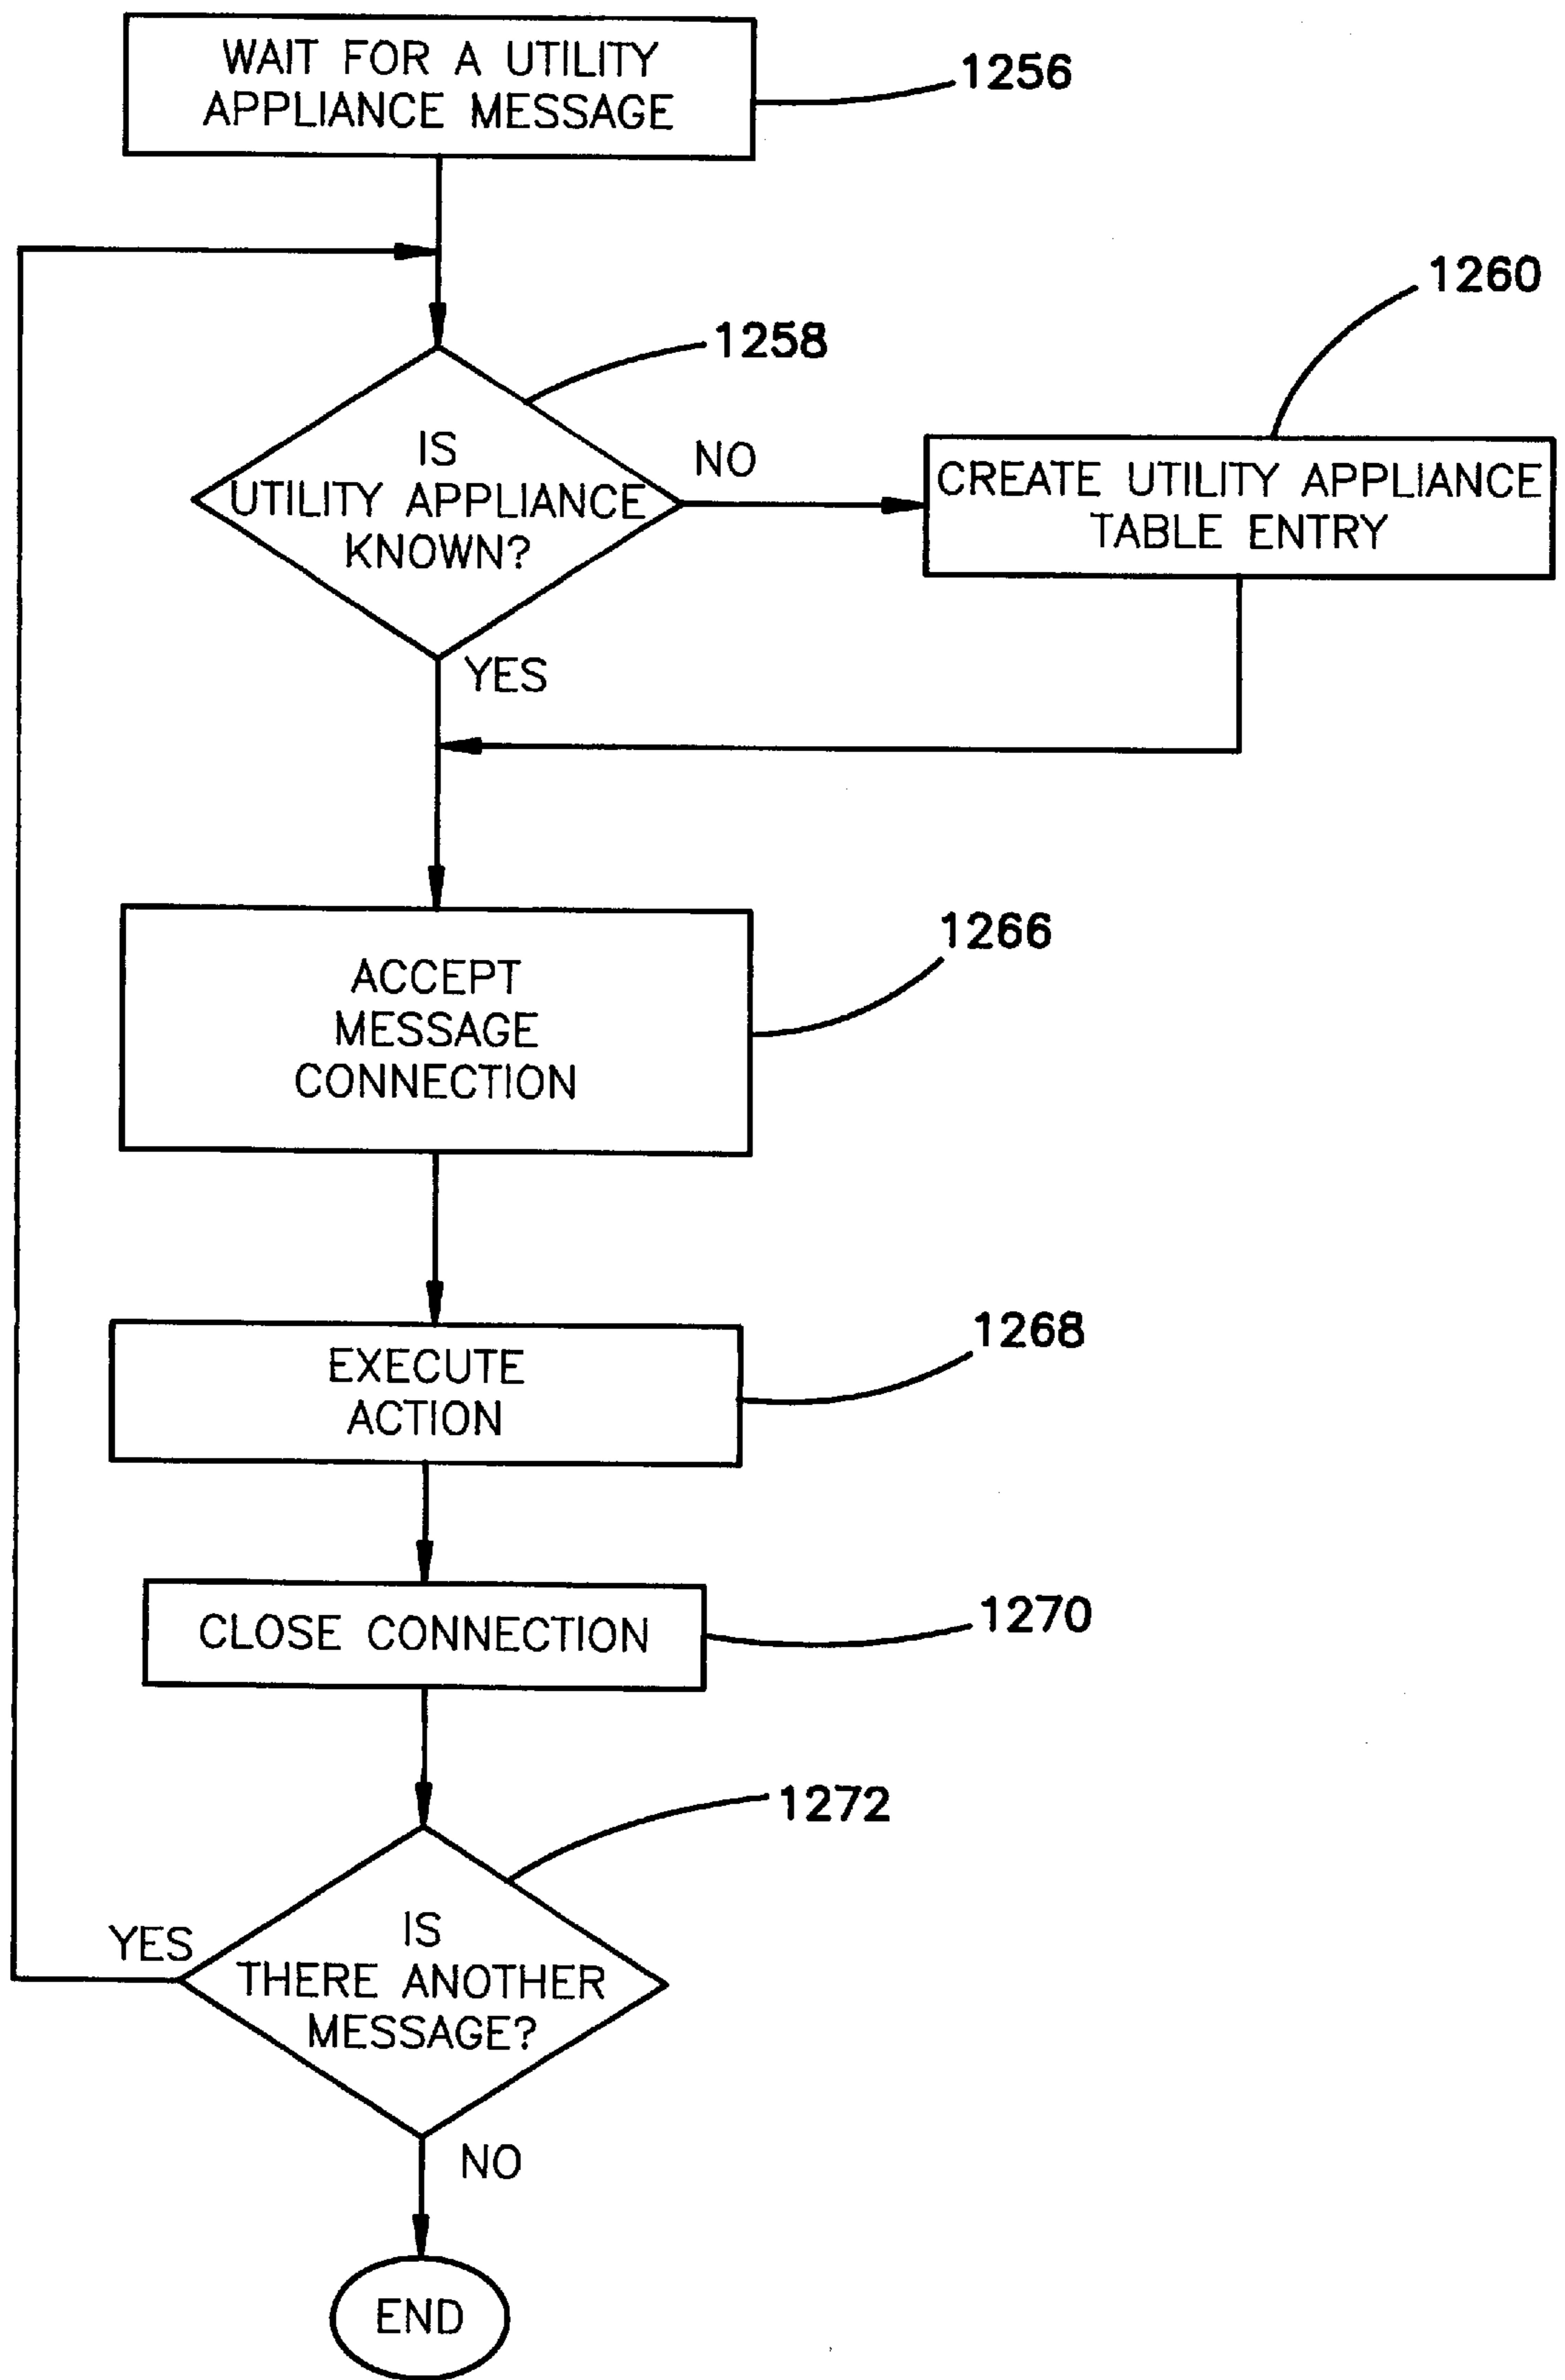 WAIT FOR A UTILITY
APPLIANCE MESSAGE
1256
1258
1260
IS
UTILITY APPLIANCE
KNOWN?
NO
CREATE UTILITY APPLIANCE
TABLE ENTRY
YES
ACCEPT
MESSAGE
CONNECTION
1266
EXECUTE
ACTION
1268
CLOSE CONNECTION
1270
1272
YES
IS
THERE ANOTHER
MESSAGE?
NO
END